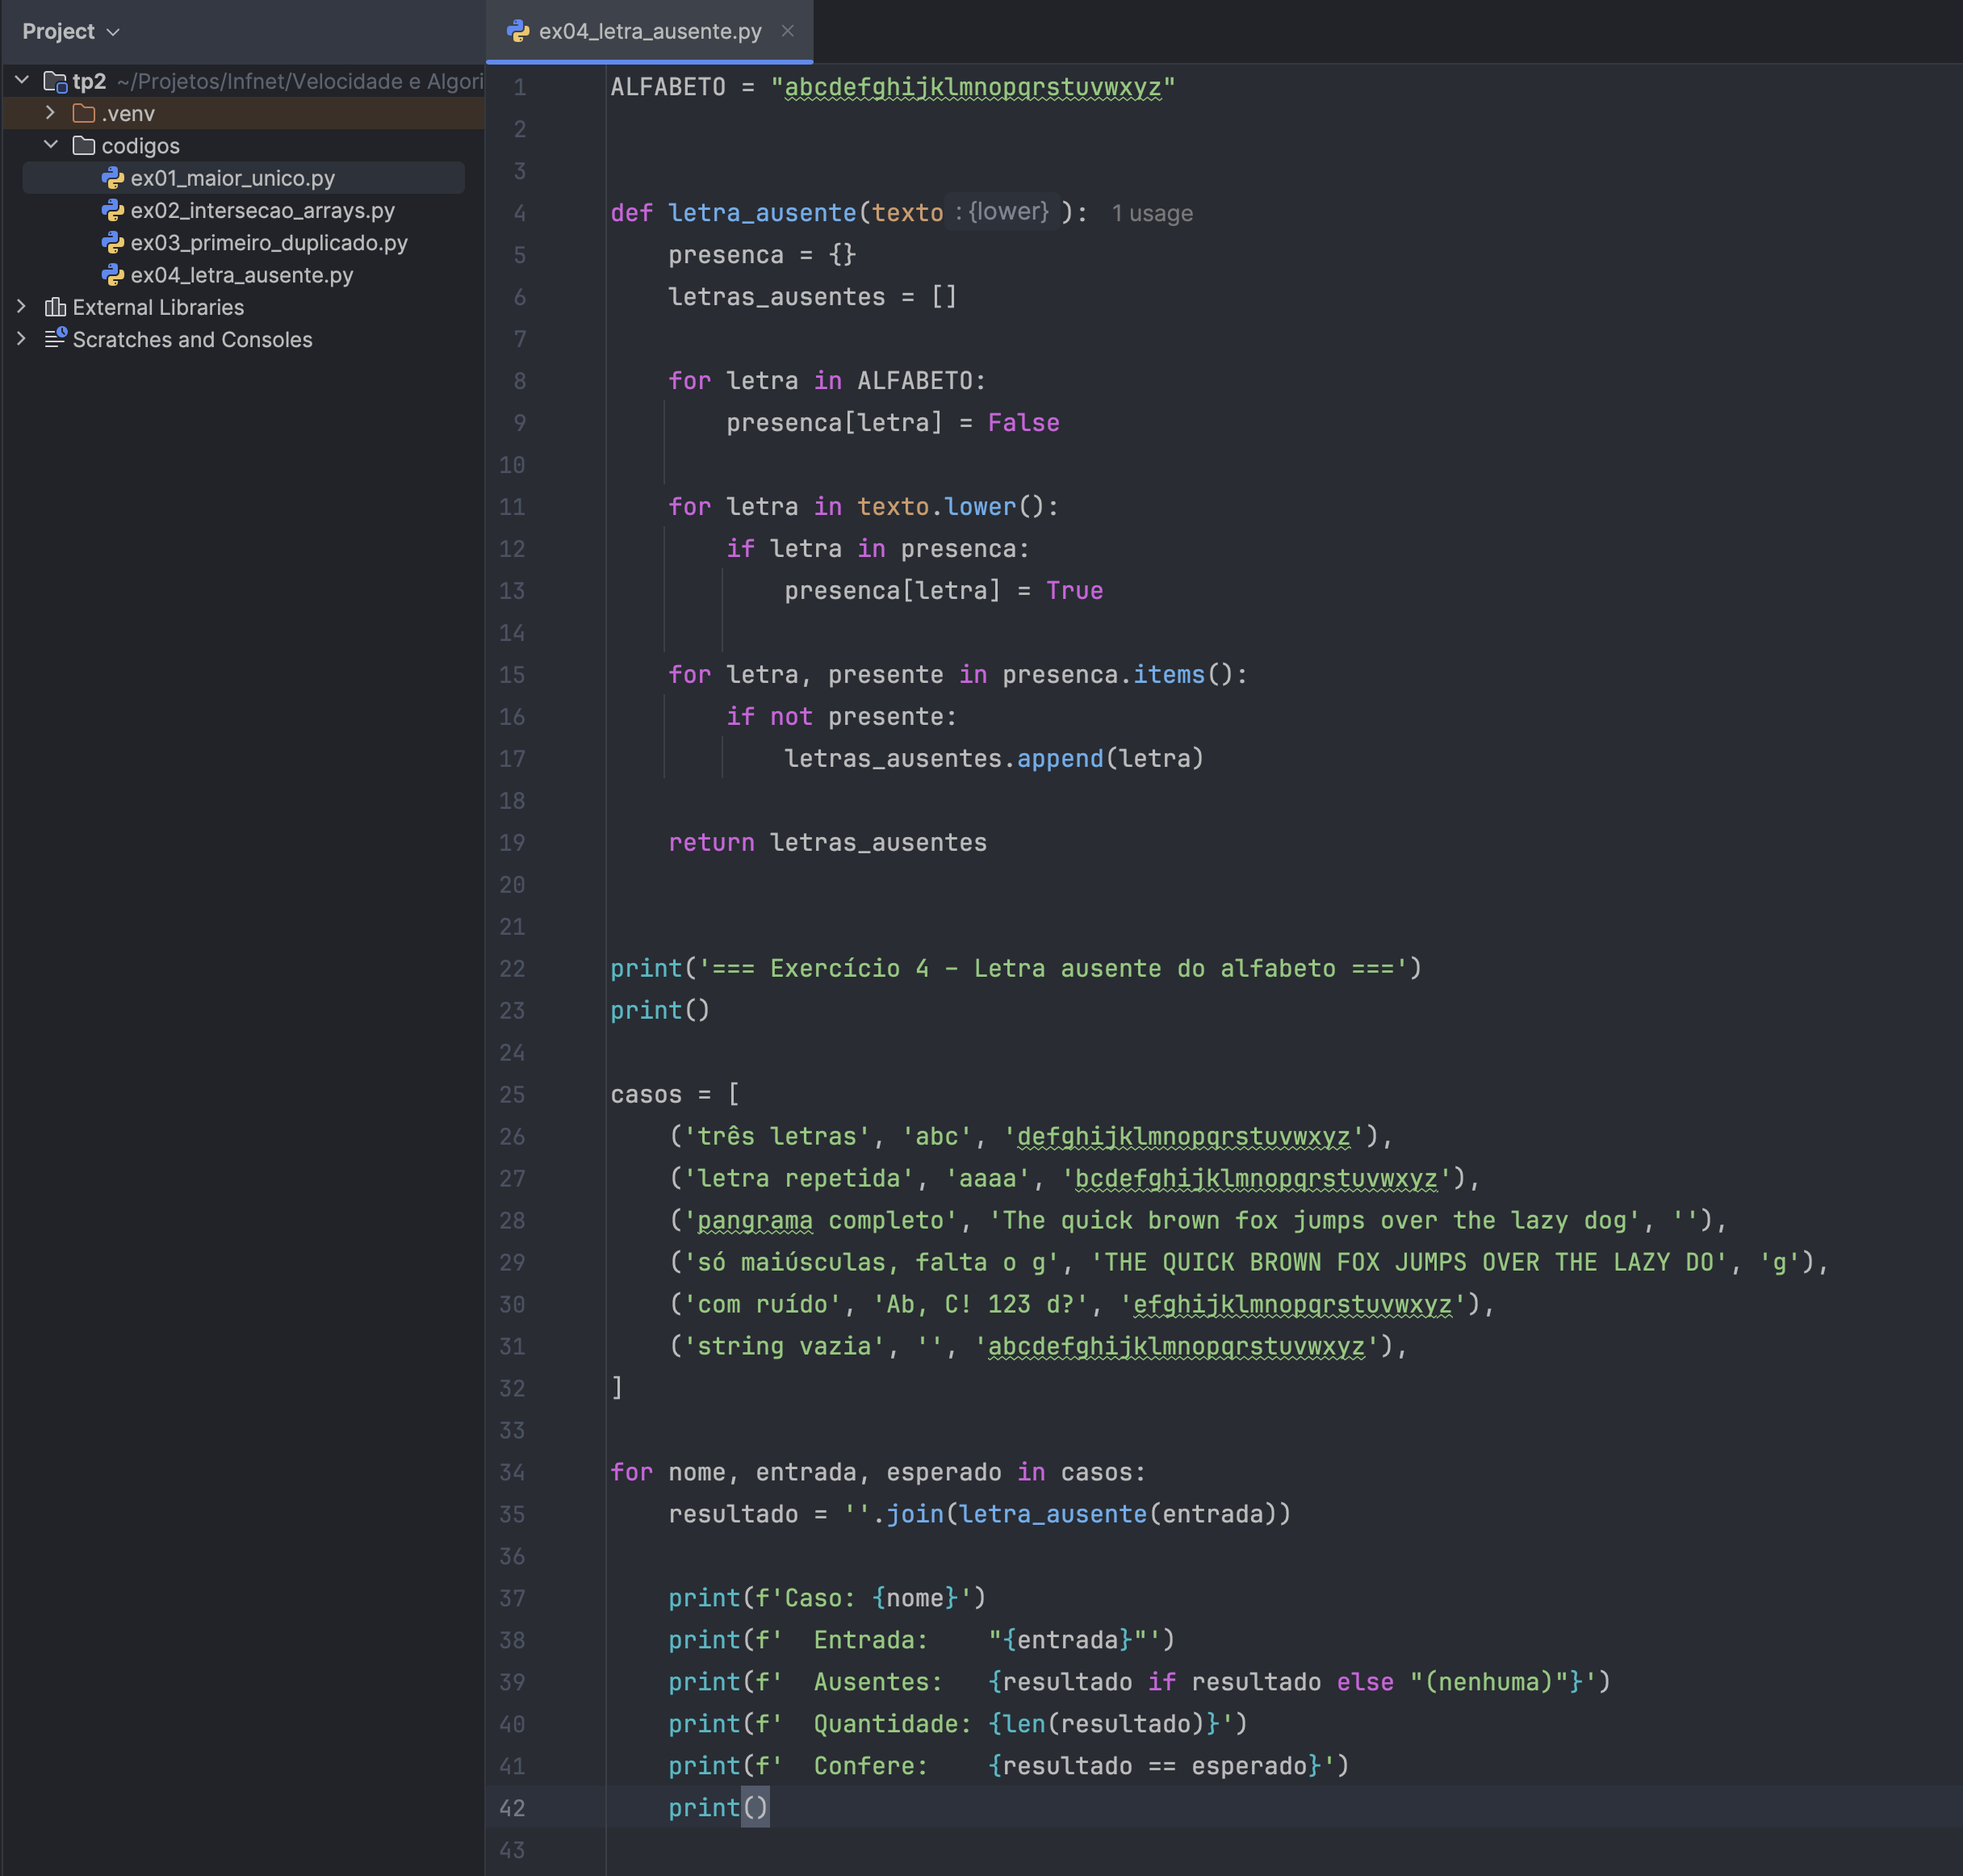 Project
tp2 ~/Projetos/Infnet/Velocidade e Algori
.venv
codigos
ex01_maior_unico.py
ex02_intersecao_arrays.py
ex03_primeiro_duplicado.py
ex04_letra_ausente.py
External Libraries
Scratches and Consoles
ex04_letra_ausente.py
1 ALFABETO = "abcdefghijklmnopqrstuvwxyz"
2
3
4 def letra_ausente(texto : {lower} ): 1 usage
5     presenca = {}
6     letras_ausentes = []
7
8     for letra in ALFABETO:
9         presenca[letra] = False
10
11     for letra in texto.lower():
12         if letra in presenca:
13             presenca[letra] = True
14
15     for letra, presente in presenca.items():
16         if not presente:
17             letras_ausentes.append(letra)
18
19     return letras_ausentes
20
21
22 print('=== Exercício 4 - Letra ausente do alfabeto ===')
23 print()
24
25 casos = [
26     ('três letras', 'abc', 'defghijklmnopqrstuvwxyz'),
27     ('letra repetida', 'aaaa', 'bcdefghijklmnopqrstuvwxyz'),
28     ('pangrama completo', 'The quick brown fox jumps over the lazy dog', ''),
29     ('só maiúsculas, falta o g', 'THE QUICK BROWN FOX JUMPS OVER THE LAZY DO', 'g'),
30     ('com ruído', 'Ab, C! 123 d?', 'efghijklmnopqrstuvwxyz'),
31     ('string vazia', '', 'abcdefghijklmnopqrstuvwxyz'),
32 ]
33
34 for nome, entrada, esperado in casos:
35     resultado = ''.join(letra_ausente(entrada))
36
37     print(f'Caso: {nome}')
38     print(f'  Entrada:    "{entrada}"')
39     print(f'  Ausentes:   {resultado if resultado else "(nenhuma)"}')
40     print(f'  Quantidade: {len(resultado)}')
41     print(f'  Confere:    {resultado == esperado}')
42     print()
43